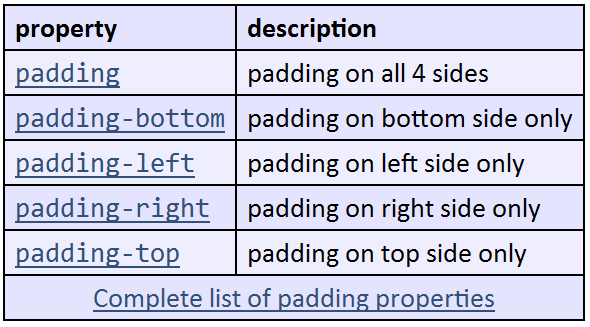 property description
padding padding on all 4 sides
padding-bottom padding on bottom side only
padding-left padding on left side only
padding-right padding on right side only
padding-top padding on top side only
Complete list of padding properties